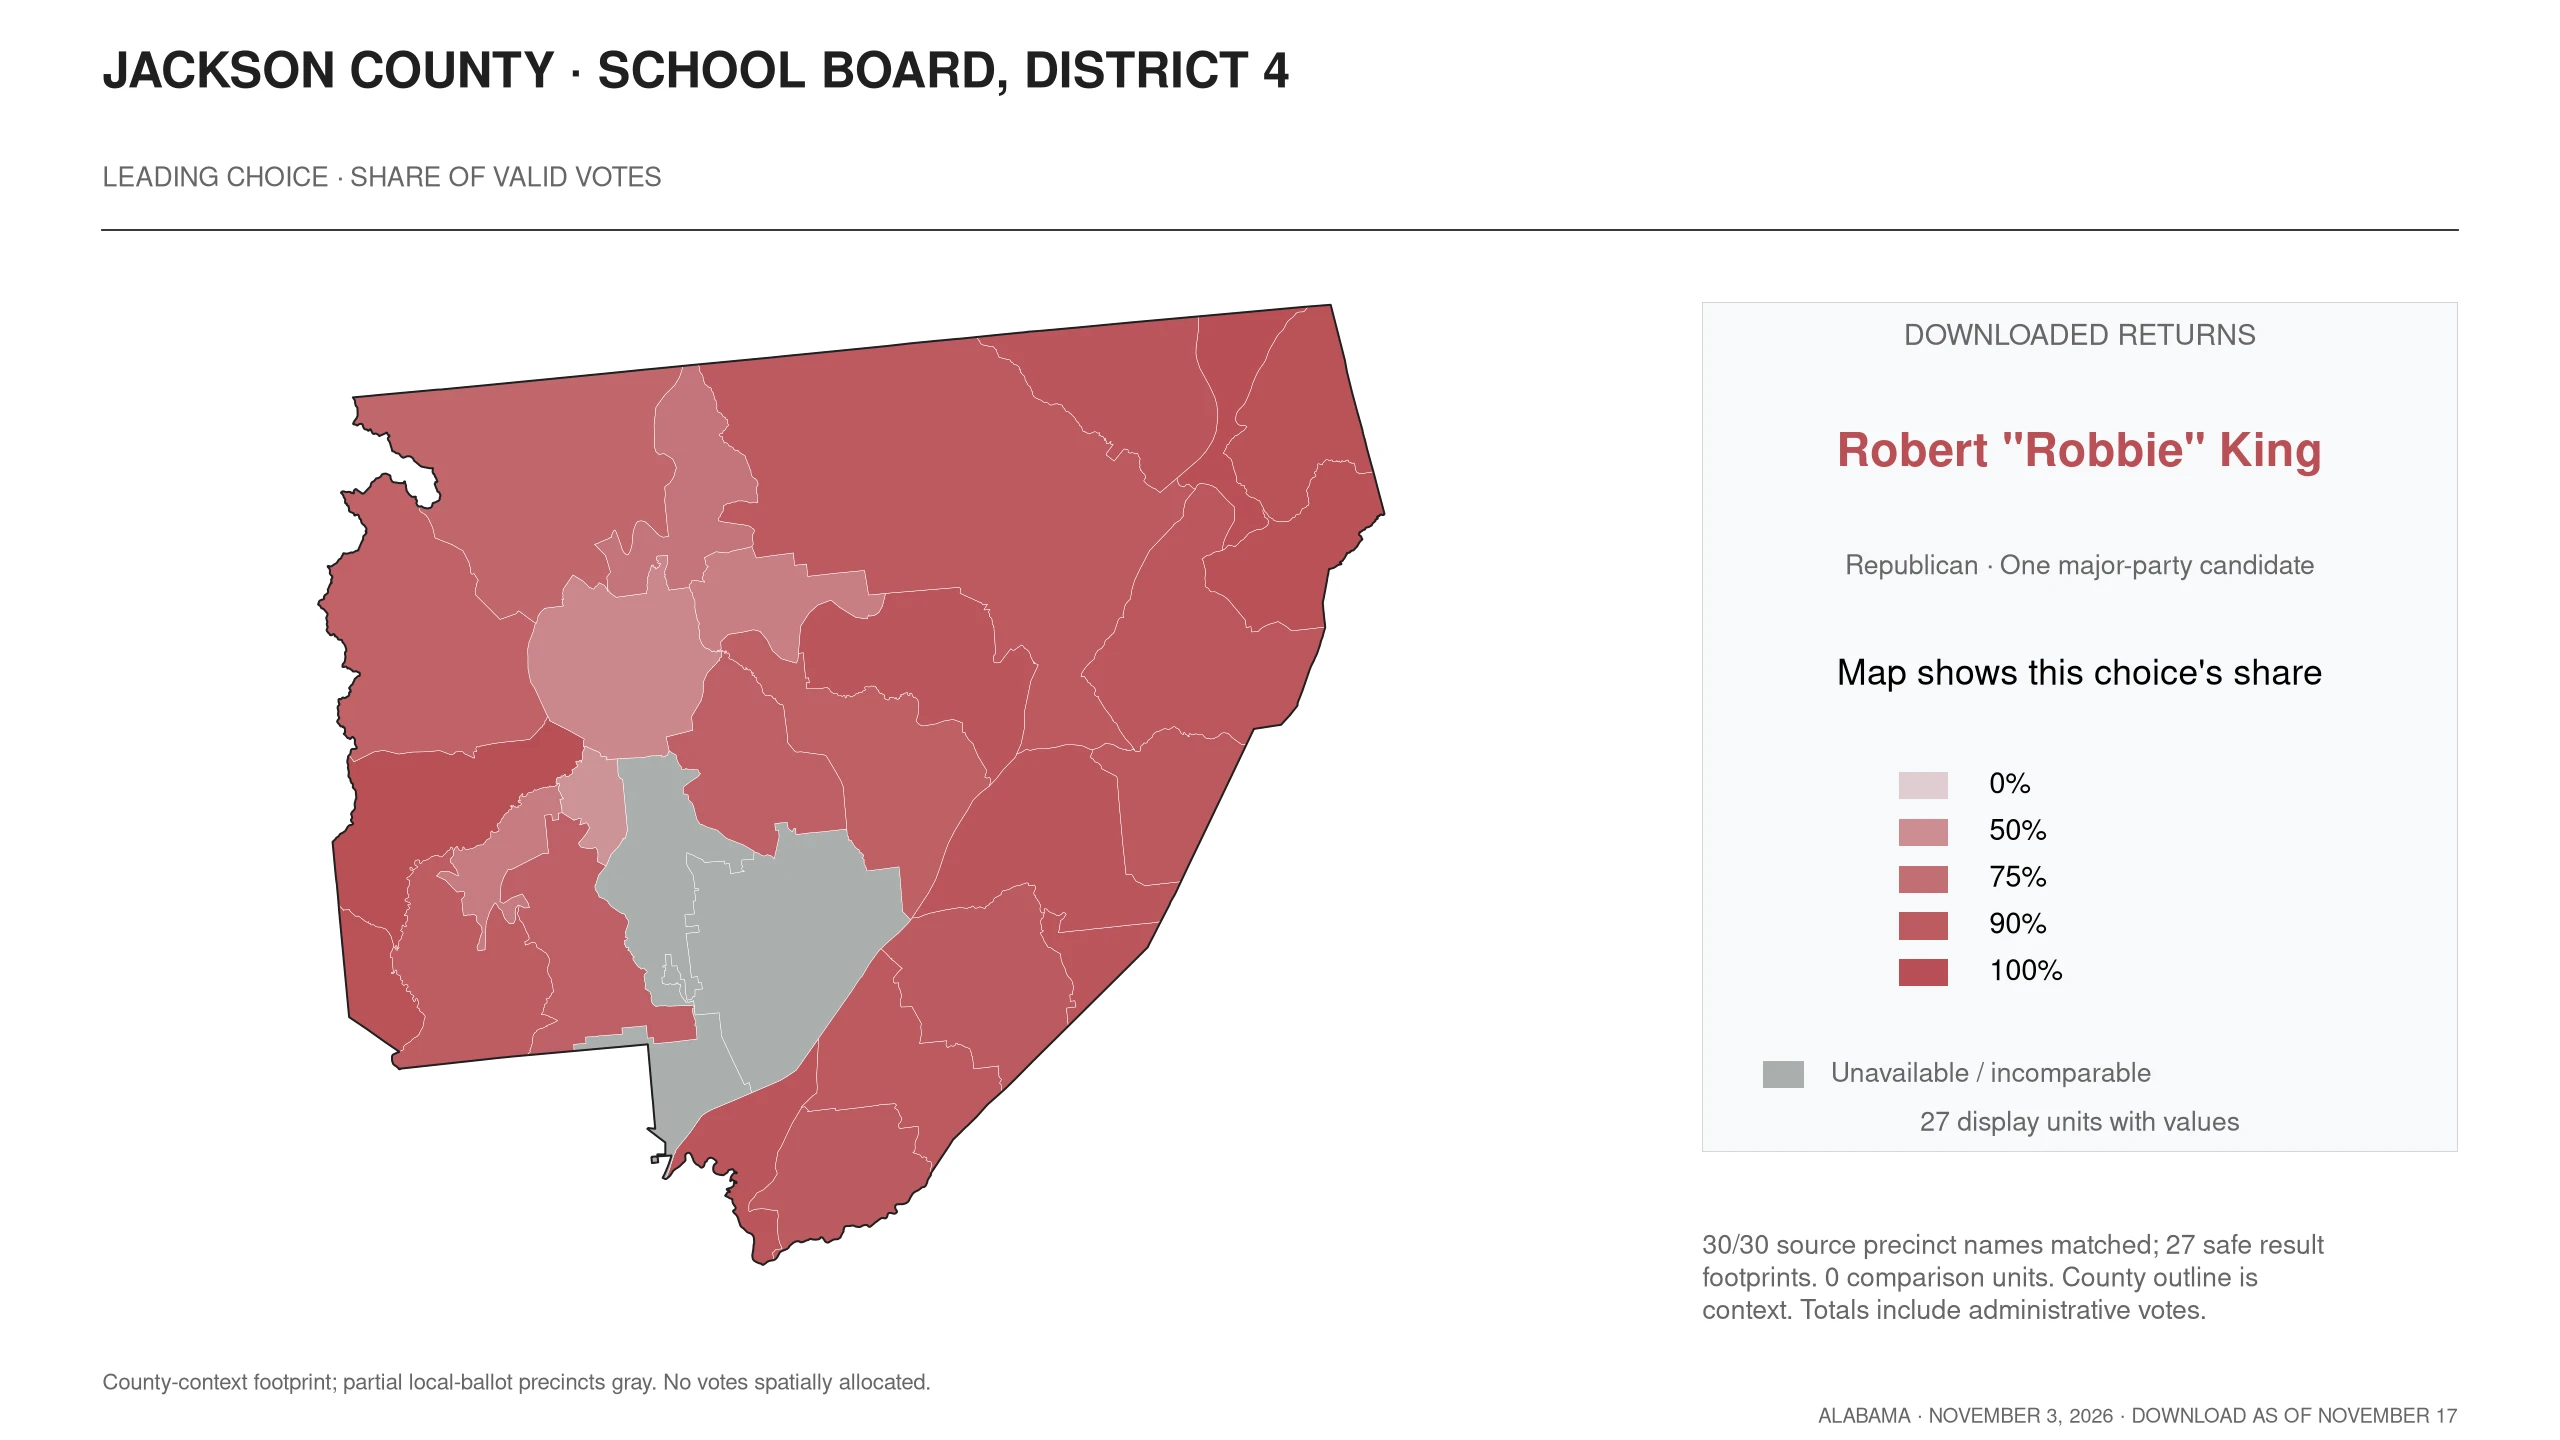 JACKSON COUNTY · SCHOOL BOARD, DISTRICT 4
LEADING CHOICE · SHARE OF VALID VOTES
DOWNLOADED RETURNS
Robert "Robbie" King
Republican · One major-party candidate
Map shows this choice's share
0%
50%
75%
90%
100%
Unavailable / incomparable
27 display units with values
30/30 source precinct names matched; 27 safe result
footprints. 0 comparison units. County outline is
context. Totals include administrative votes.
County-context footprint; partial local-ballot precincts gray. No votes spatially allocated.
ALABAMA · NOVEMBER 3, 2026 · DOWNLOAD AS OF NOVEMBER 17